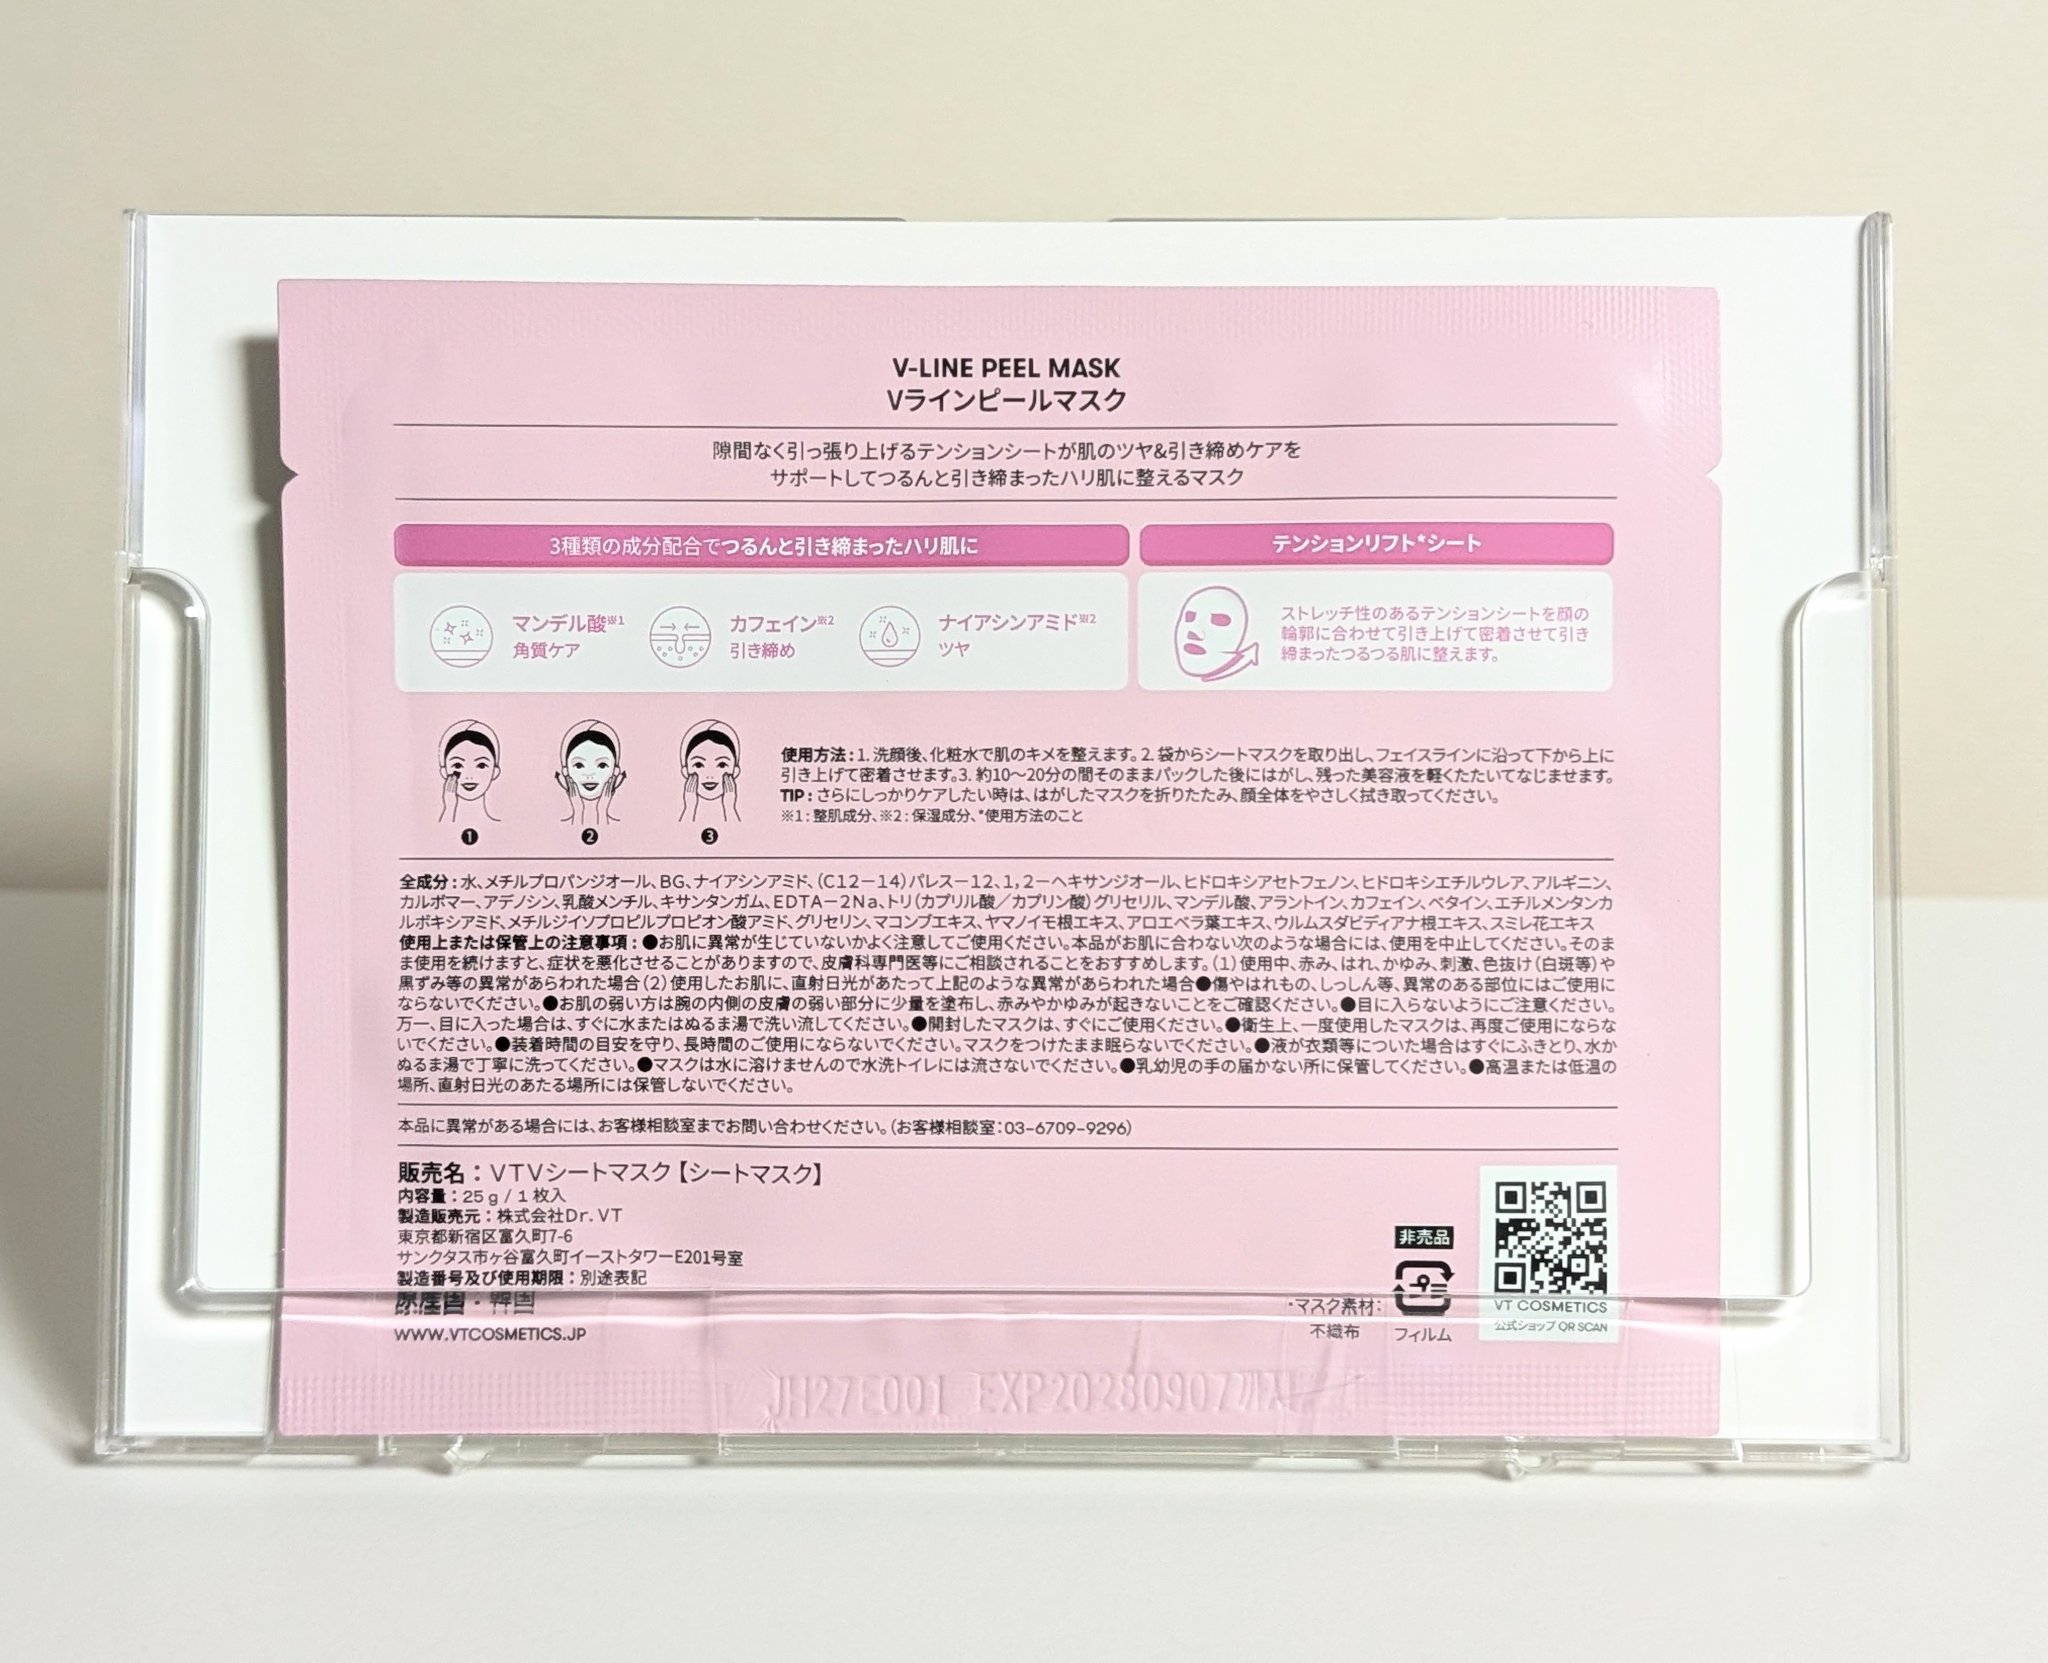 V-LINE PEEL MASK
Vラインピールマスク
隙間なく引っ張り上げるテンションシートが肌のツヤ&引き締めケアを
サポートしてつるんと引き締まったハリ肌に整えるマスク
3種類の成分配合でつるんと引き締まったハリ肌に
マンデル酸※1
角質ケア
カフェイン※2
引き締め
ナイアシンアミド※2
ツヤ
テンションリフト*シート
ストレッチ性のあるテンションシートを顔の
輪郭に合わせて引き上げて密着させて引き
締まったつるつる肌に整えます。
1
2
3
使用方法:1. 洗顔後、化粧水で肌のキメを整えます。2. 袋からシートマスクを取り出し、フェイスラインに沿って下から上に
引き上げて密着させます。3. 約10〜20分の間そのままパックした後にはがし、残った美容液を軽くたたいてなじませます。
TIP:さらにしっかりケアしたい時は、はがしたマスクを折りたたみ、顔全体をやさしく拭き取ってください。
※1:整肌成分、※2:保湿成分、*使用方法のこと
全成分:水、メチルプロパンジオール、BG、ナイアシンアミド、(C12−14)パレス−12、1,2−ヘキサンジオール、ヒドロキシアセトフェノン、ヒドロキシエチルウレア、アルギニン、
カルボマー、アデノシン、乳酸メンチル、キサンタンガム、EDTA−2Na、トリ(カプリル酸/カプリン酸)グリセリル、マンデル酸、アラントイン、カフェイン、ベタイン、エチルメンタンカ
ルボキシアミド、メチルジイソプロピルプロピオン酸アミド、グリセリン、マコンブエキス、ヤマノイモ根エキス、アロエベラ葉エキス、ウルムスダビディアナ根エキス、スミレ花エキス
使用上または保管上の注意事項:●お肌に異常が生じていないかよく注意してご使用ください。本品がお肌に合わない次のような場合には、使用を中止してください。そのまま
ま使用を続けますと、症状を悪化させることがありますので、皮膚科専門医等にご相談されることをおすすめします。(1)使用中、赤み、はれ、かゆみ、刺激、色抜け(白斑等)や
黒ずみ等の異常があらわれた場合(2)使用したお肌に、直射日光があたって上記のような異常があらわれた場合●傷やはれもの、しっしん等、異常のある部位にはご使用に
ならないでください。●お肌の弱い方は腕の内側の皮膚の弱い部分に少量を塗布し、赤みやかゆみが起きないことをご確認ください。●目に入らないようにご注意ください。
万一、目に入った場合は、すぐに水またはぬるま湯で洗い流してください。●開封したマスクは、すぐにご使用ください。●衛生上、一度使用したマスクは、再度ご使用にならな
いでください。●装着時間の目安を守り、長時間のご使用にならないでください。マスクをつけたまま眠らないでください。●液が衣類等についた場合はすぐにふきとり、水か
ぬるま湯で丁寧に洗ってください。●マスクは水に溶けませんので水洗トイレには流さないでください。●乳幼児の手の届かない所に保管してください。●高温または低温の
場所、直射日光のあたる場所には保管しないでください。
本品に異常がある場合には、お客様相談室までお問い合わせください。(お客様相談室:03-6709-9296)
販売名:VTVシートマスク【シートマスク】
内容量:25g/1枚入
製造販売元:株式会社Dr.VT
東京都新宿区富久町7-6
サンクタス市ヶ谷富久町イーストタワーE201号室
製造番号及び使用期限:別途表記
原産国:韓国
WWW.VTCOSMETICS.JP
・マスク素材:
不織布
非売品
プラ
フィルム
VT COSMETICS
公式ショップ QR SCAN
JH27E001 EXP20280907까지